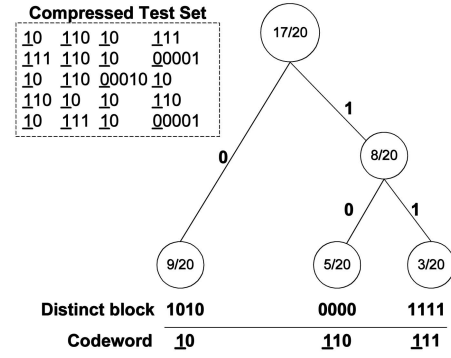 Compressed Test Set
10 110 10 111
111 110 10 00001
10 110 00010 10
110 10 10 110
10 111 10 00001
17/20
1
8/20
0
0 1
9/20 5/20 3/20
Distinct block 1010 0000 1111
Codeword 10 110 111